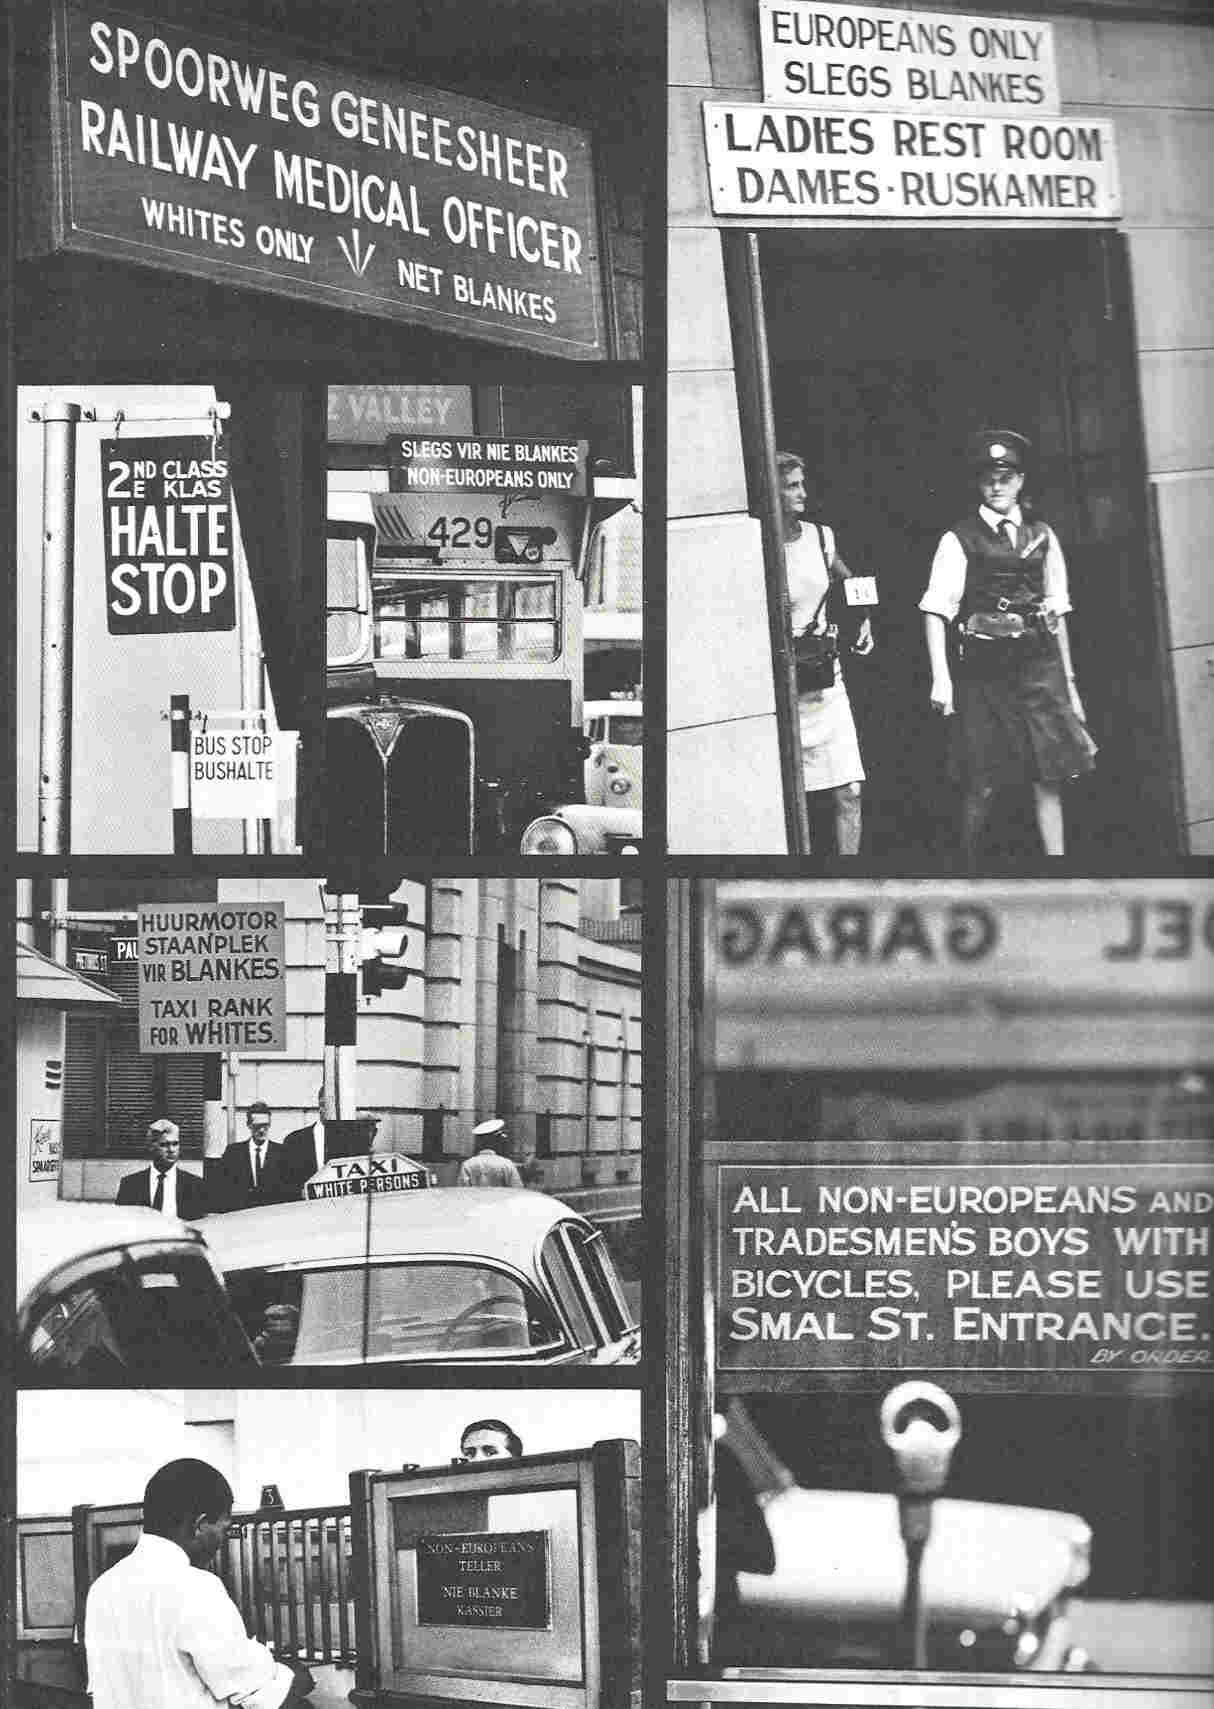 SPOORWEG GENEESHEER
RAILWAY MEDICAL OFFICER
WHITES ONLY
NET BLANKES
EUROPEANS ONLY
SLEGS BLANKES
LADIES REST ROOM
DAMES · RUSKAMER
2ND CLASS
E KLAS
HALTE
STOP
BUS STOP
BUSHALTE
VALLEY
SLEGS VIR NIE BLANKES
NON-EUROPEANS ONLY
429
HUURMOTOR
STAANPLEK
VIR BLANKES.
TAXI RANK
FOR WHITES.
PAU
TAXI
WHITE PERSONS
GARAG
EL
ALL NON-EUROPEANS AND
TRADESMEN'S BOYS WITH
BICYCLES, PLEASE USE
SMAL ST. ENTRANCE.
BY ORDER
3
NON-EUROPEANS
TELLER
NIE BLANKE
KASSIER